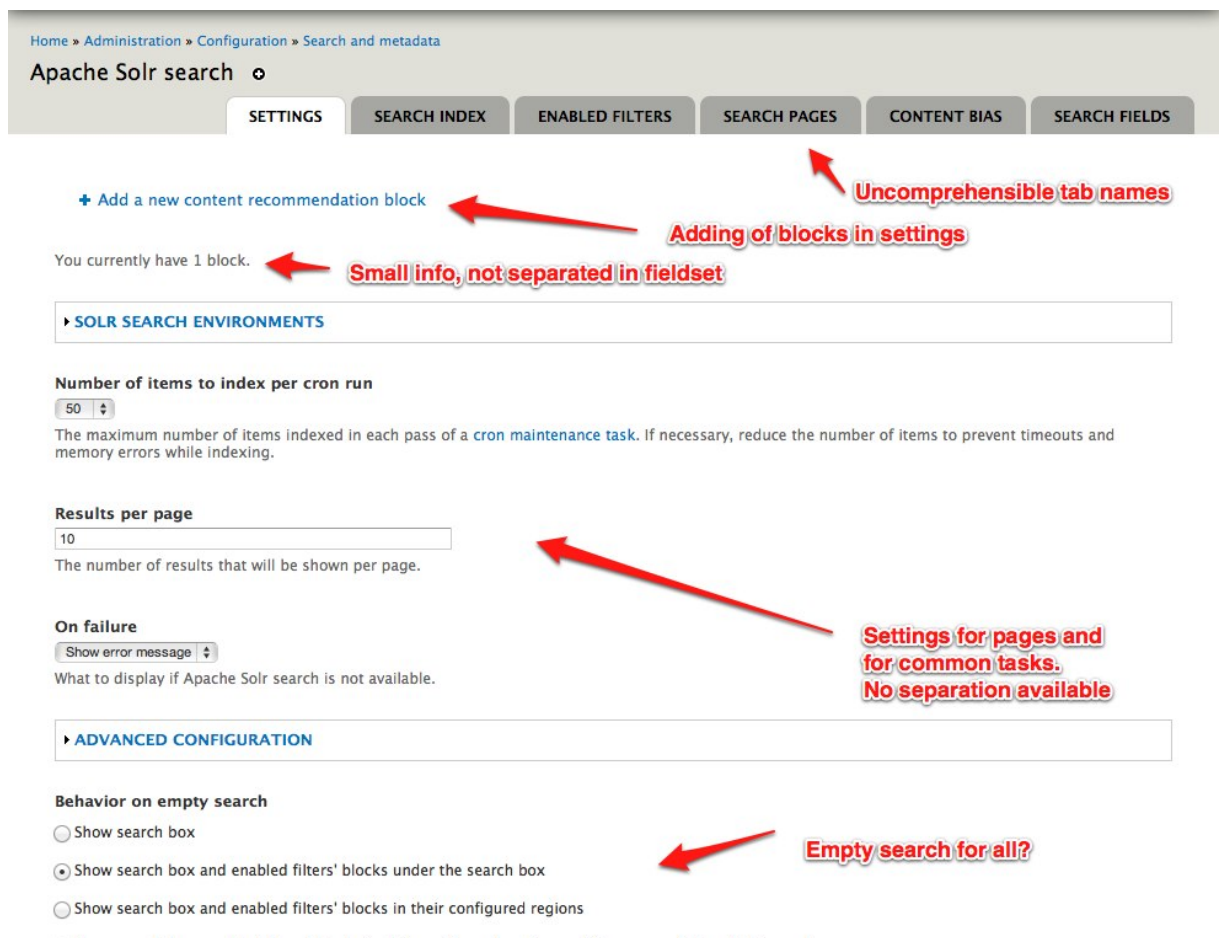 Home » Administration » Configuration » Search and metadata
Apache Solr search
SETTINGS
SEARCH INDEX
ENABLED FILTERS
SEARCH PAGES
CONTENT BIAS
SEARCH FIELDS
Uncomprehensible tab names
+ Add a new content recommendation block
Adding of blocks in settings
You currently have 1 block.
Small info, not separated in fieldset
SOLR SEARCH ENVIRONMENTS
Number of items to index per cron run
50
The maximum number of items indexed in each pass of a cron maintenance task. If necessary, reduce the number of items to prevent timeouts and
memory errors while indexing.
Results per page
10
The number of results that will be shown per page.
On failure
Show error message
What to display if Apache Solr search is not available.
Settings for pages and
for common tasks.
No separation available
ADVANCED CONFIGURATION
Behavior on empty search
Show search box
Show search box and enabled filters' blocks under the search box
Empty search for all?
Show search box and enabled filters' blocks in their configured regions